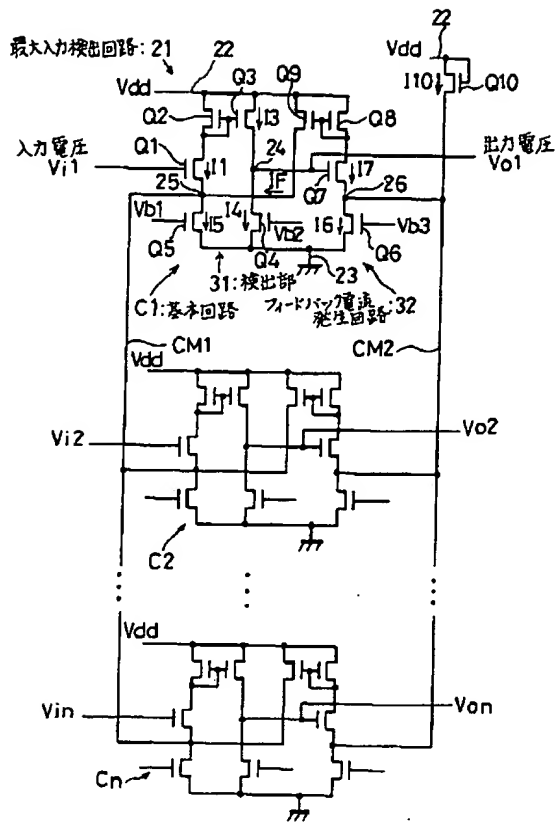 22
最大入力検出回路:21
22
Vdd
Vdd
Q3
Q9
I10
Q10
Q2
I3
Q8
入力電圧
Vi1
Q1
24
出力電圧
Vo1
I1
IF
Q7
I7
25
26
Vb1
I5
I4
Vb2
I6
Vb3
Q5
Q4
Q6
31:検出部
23
C1:基本回路
フィードバック電流
発生回路:32
CM1
CM2
Vdd
Vi2
Vo2
C2
Vdd
Vin
Von
Cn